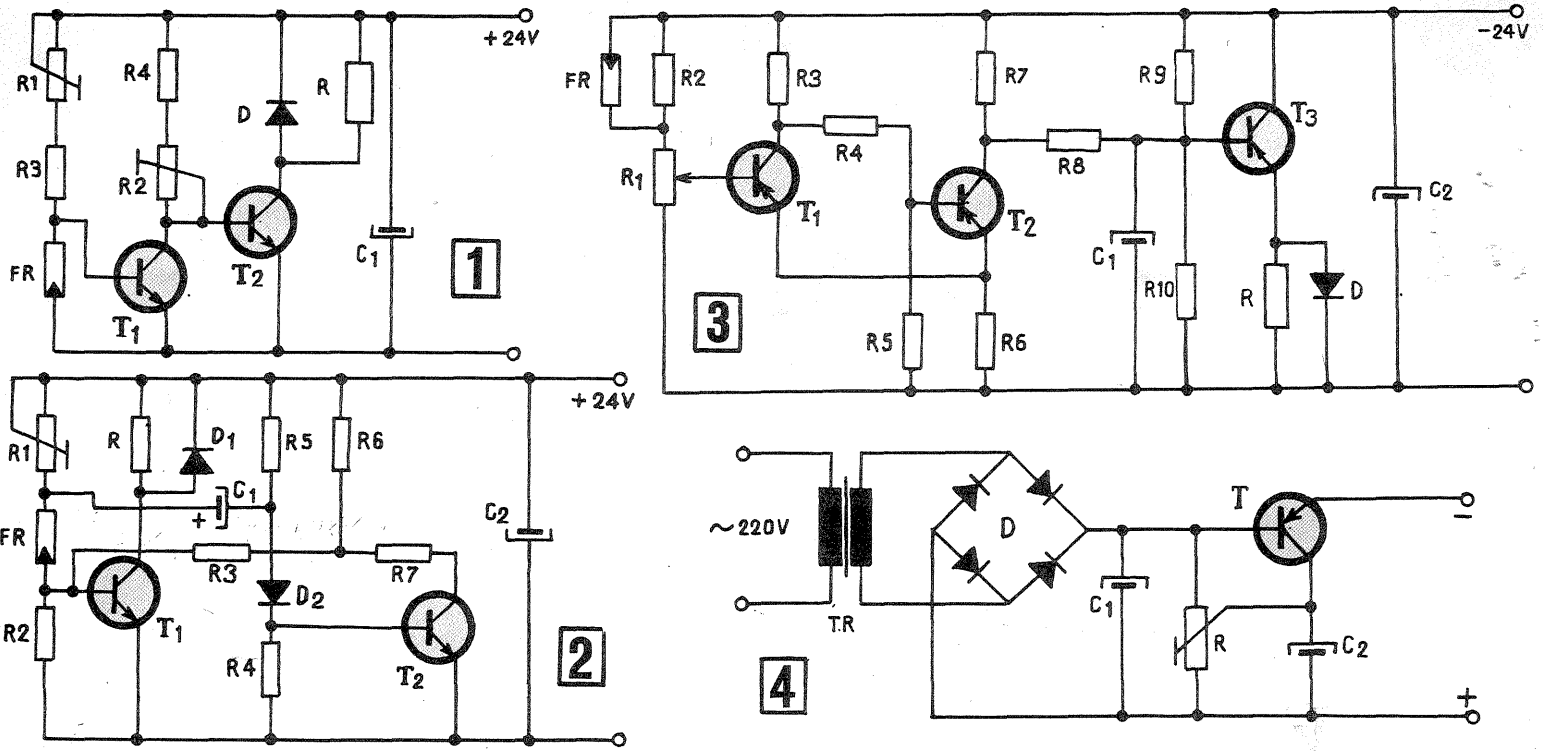 + 24V
R1
R4
D
R
R3
R2
FR
T1
T2
C1
1
+ 24V
R1
R
D1
R5
R6
C1
+
C2
FR
R3
R7
D2
T1
R2
R4
T2
2
-24V
FR
R2
R3
R7
R9
T3
R4
R8
R1
T1
T2
C1
C2
R10
R
D
3
R5
R6
~220V
TR
D
T
−
C1
R
C2
4
+